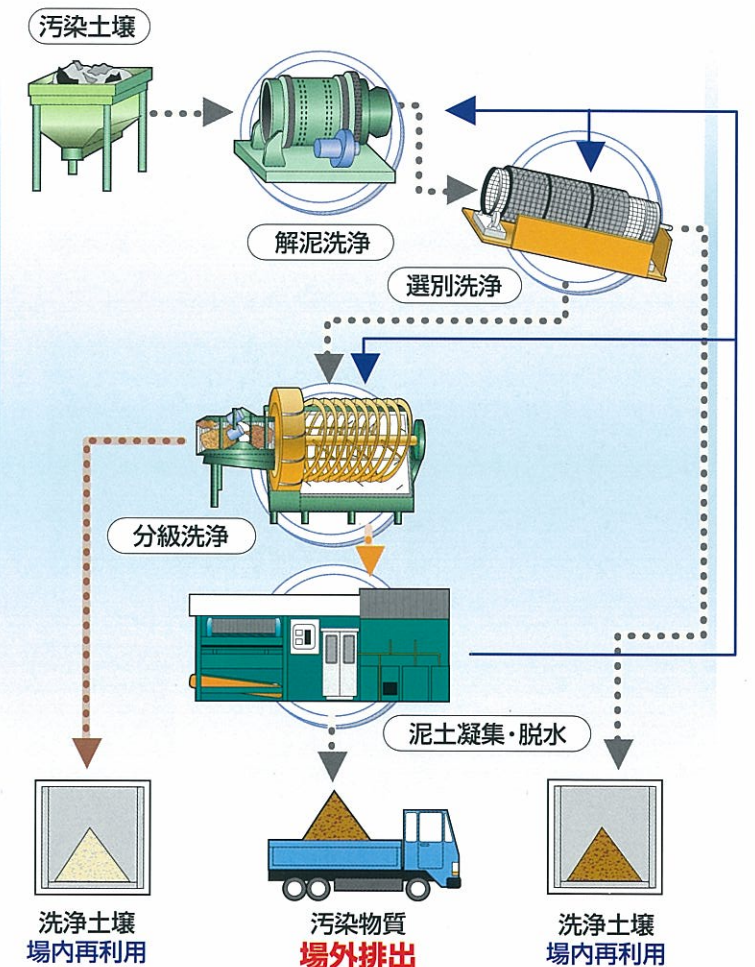 汚染土壌
解泥洗浄
選別洗浄
分級洗浄
泥土凝集・脱水
洗浄土壌
場内再利用
汚染物質
場外排出
洗浄土壌
場内再利用